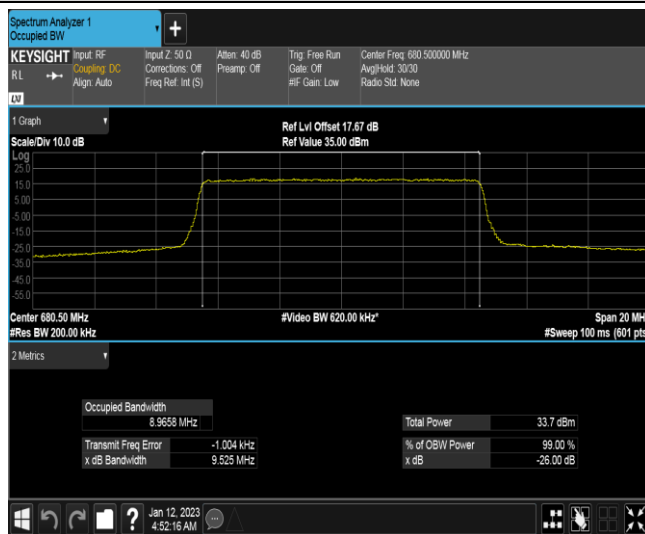 Spectrum Analyzer 1
Occupied BW
+
KEYSIGHT
RL
LXI
Input: RF
Coupling: DC
Align: Auto
Input Z: 50 Ω
Corrections: Off
Freq Ref: Int (S)
Atten: 40 dB
Preamp: Off
Trig: Free Run
Gate: Off
#IF Gain: Low
Center Freq: 680.500000 MHz
Avg|Hold: 30/30
Radio Std: None
1 Graph
Scale/Div 10.0 dB
Ref Lvl Offset 17.67 dB
Ref Value 35.00 dBm
Log
25.0
15.0
5.00
-5.00
-15.0
-25.0
-35.0
-45.0
-55.0
Center 680.50 MHz
#Res BW 200.00 kHz
#Video BW 620.00 kHz*
Span 20 MH
#Sweep 100 ms (601 pts
2 Metrics
Occupied Bandwidth
8.9658 MHz
Transmit Freq Error -1.004 kHz
x dB Bandwidth 9.525 MHz
Total Power 33.7 dBm
% of OBW Power 99.00 %
x dB -26.00 dB
?
Jan 12, 2023
4:52:16 AM